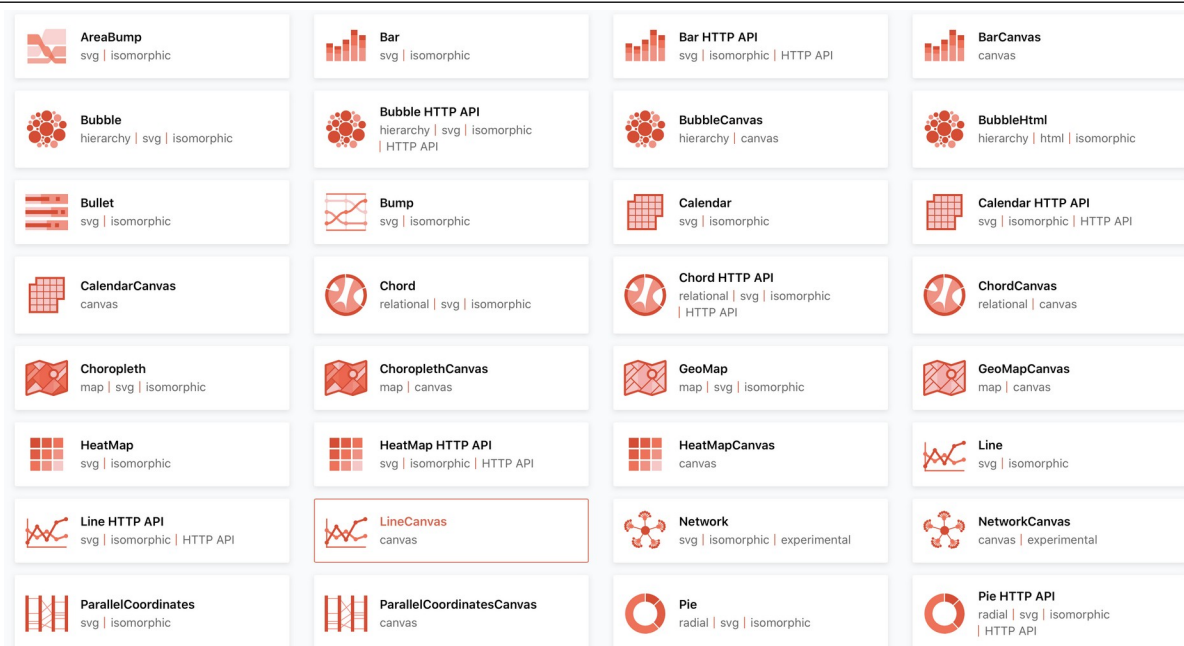 AreaBump
svg | isomorphic
Bar
svg | isomorphic
Bar HTTP API
svg | isomorphic | HTTP API
BarCanvas
canvas
Bubble
hierarchy | svg | isomorphic
Bubble HTTP API
hierarchy | svg | isomorphic
| HTTP API
BubbleCanvas
hierarchy | canvas
BubbleHtml
hierarchy | html | isomorphic
Bullet
svg | isomorphic
Bump
svg | isomorphic
Calendar
svg | isomorphic
Calendar HTTP API
svg | isomorphic | HTTP API
CalendarCanvas
canvas
Chord
relational | svg | isomorphic
Chord HTTP API
relational | svg | isomorphic
| HTTP API
ChordCanvas
relational | canvas
Choropleth
map | svg | isomorphic
ChoroplethCanvas
map | canvas
GeoMap
map | svg | isomorphic
GeoMapCanvas
map | canvas
HeatMap
svg | isomorphic
HeatMap HTTP API
svg | isomorphic | HTTP API
HeatMapCanvas
canvas
Line
svg | isomorphic
Line HTTP API
svg | isomorphic | HTTP API
LineCanvas
canvas
Network
svg | isomorphic | experimental
NetworkCanvas
canvas | experimental
ParallelCoordinates
svg | isomorphic
ParallelCoordinatesCanvas
canvas
Pie
radial | svg | isomorphic
Pie HTTP API
radial | svg | isomorphic
| HTTP API